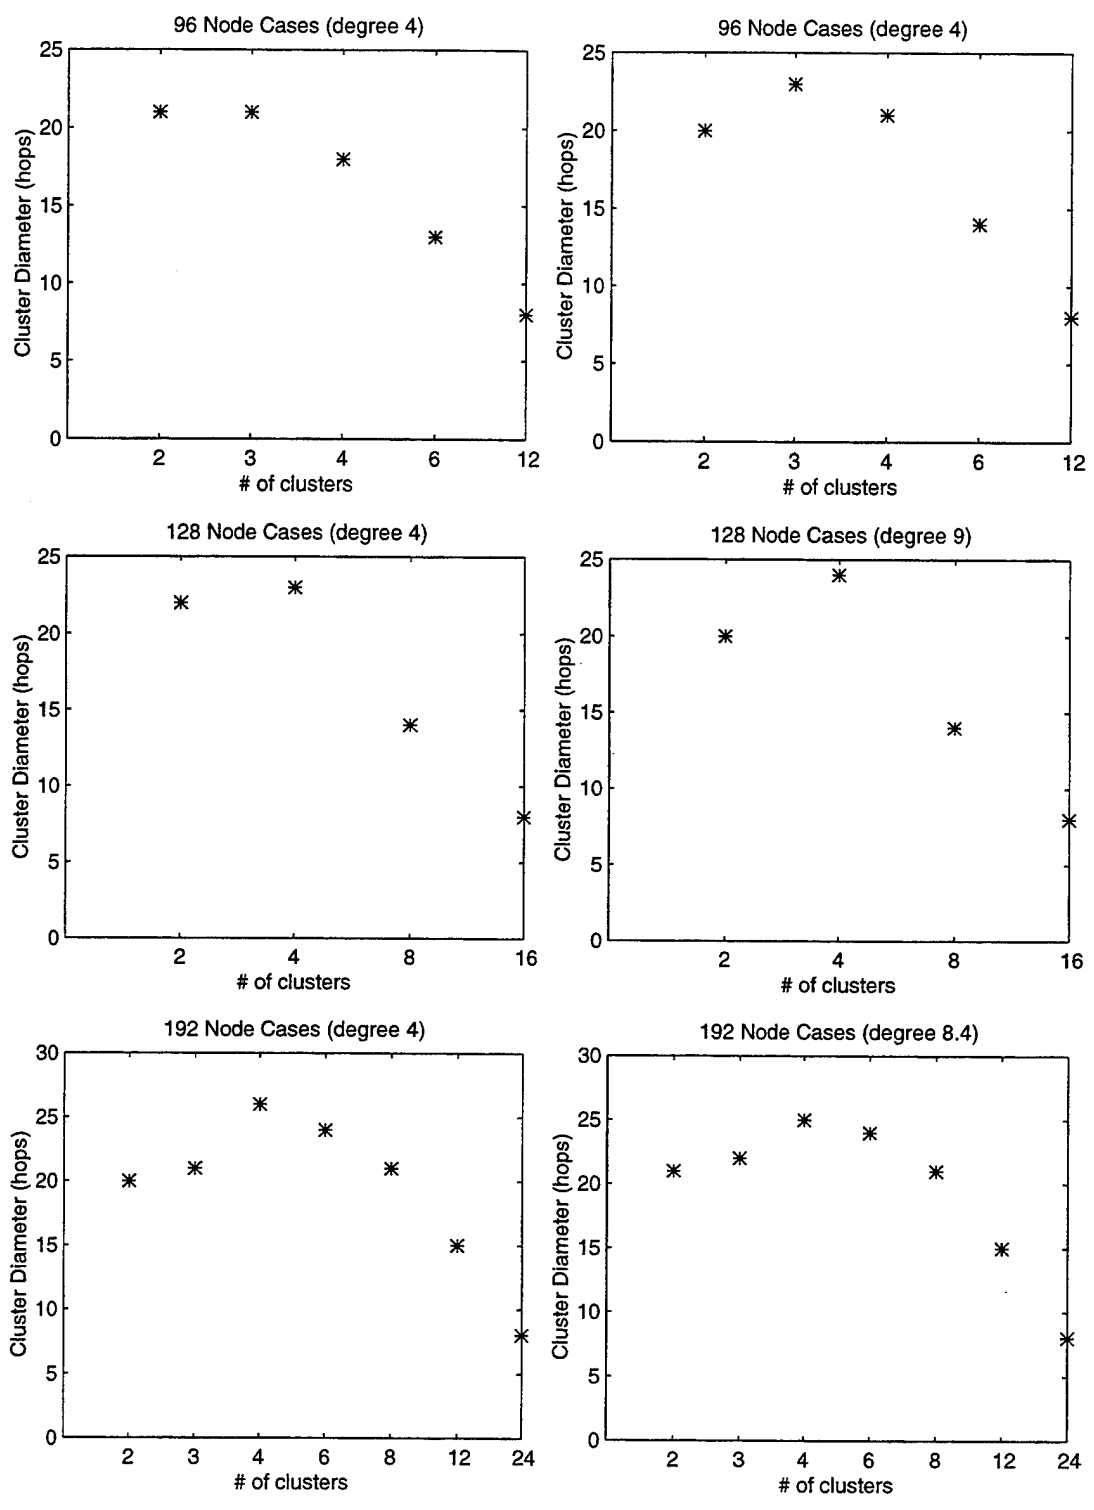 96 Node Cases (degree 4)
25
20
15
10
5
0
Cluster Diameter (hops)
2 3 4 6 12
# of clusters
96 Node Cases (degree 4)
25
20
15
10
5
0
Cluster Diameter (hops)
2 3 4 6 12
# of clusters
128 Node Cases (degree 4)
25
20
15
10
5
0
Cluster Diameter (hops)
2 4 8 16
# of clusters
128 Node Cases (degree 9)
25
20
15
10
5
0
Cluster Diameter (hops)
2 4 8 16
# of clusters
192 Node Cases (degree 4)
30
25
20
15
10
5
0
Cluster Diameter (hops)
2 3 4 6 8 12 24
# of clusters
192 Node Cases (degree 8.4)
30
25
20
15
10
5
0
Cluster Diameter (hops)
2 3 4 6 8 12 24
# of clusters